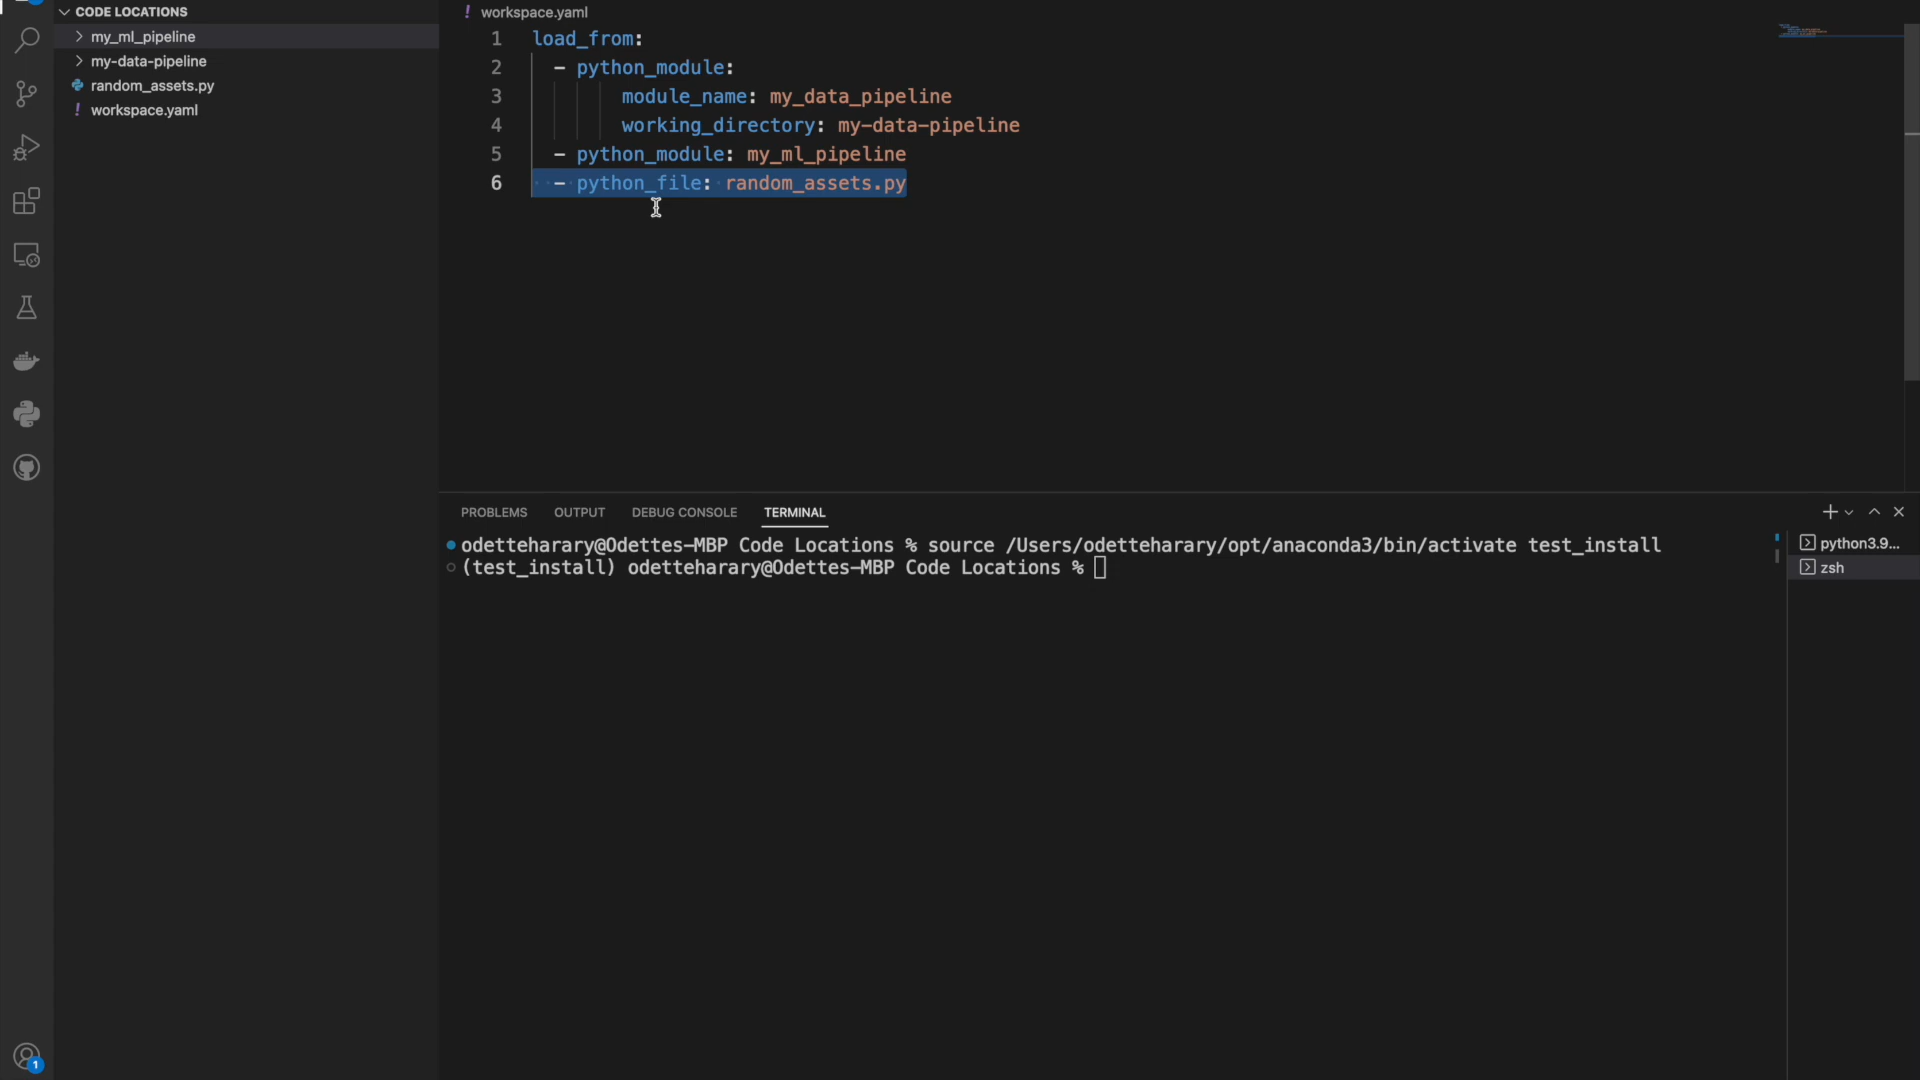 CODE LOCATIONS
my_ml_pipeline
my-data-pipeline
random_assets.py
! workspace.yaml
! workspace.yaml
1 load_from:
2 - python_module:
3 module_name: my_data_pipeline
4 working_directory: my-data-pipeline
5 - python_module: my_ml_pipeline
6 - python_file: random_assets.py
PROBLEMS OUTPUT DEBUG CONSOLE TERMINAL
odetteharary@Odettes-MBP Code Locations % source /Users/odetteharary/opt/anaconda3/bin/activate test_install
(test_install) odetteharary@Odettes-MBP Code Locations %
python3.9...
zsh
1